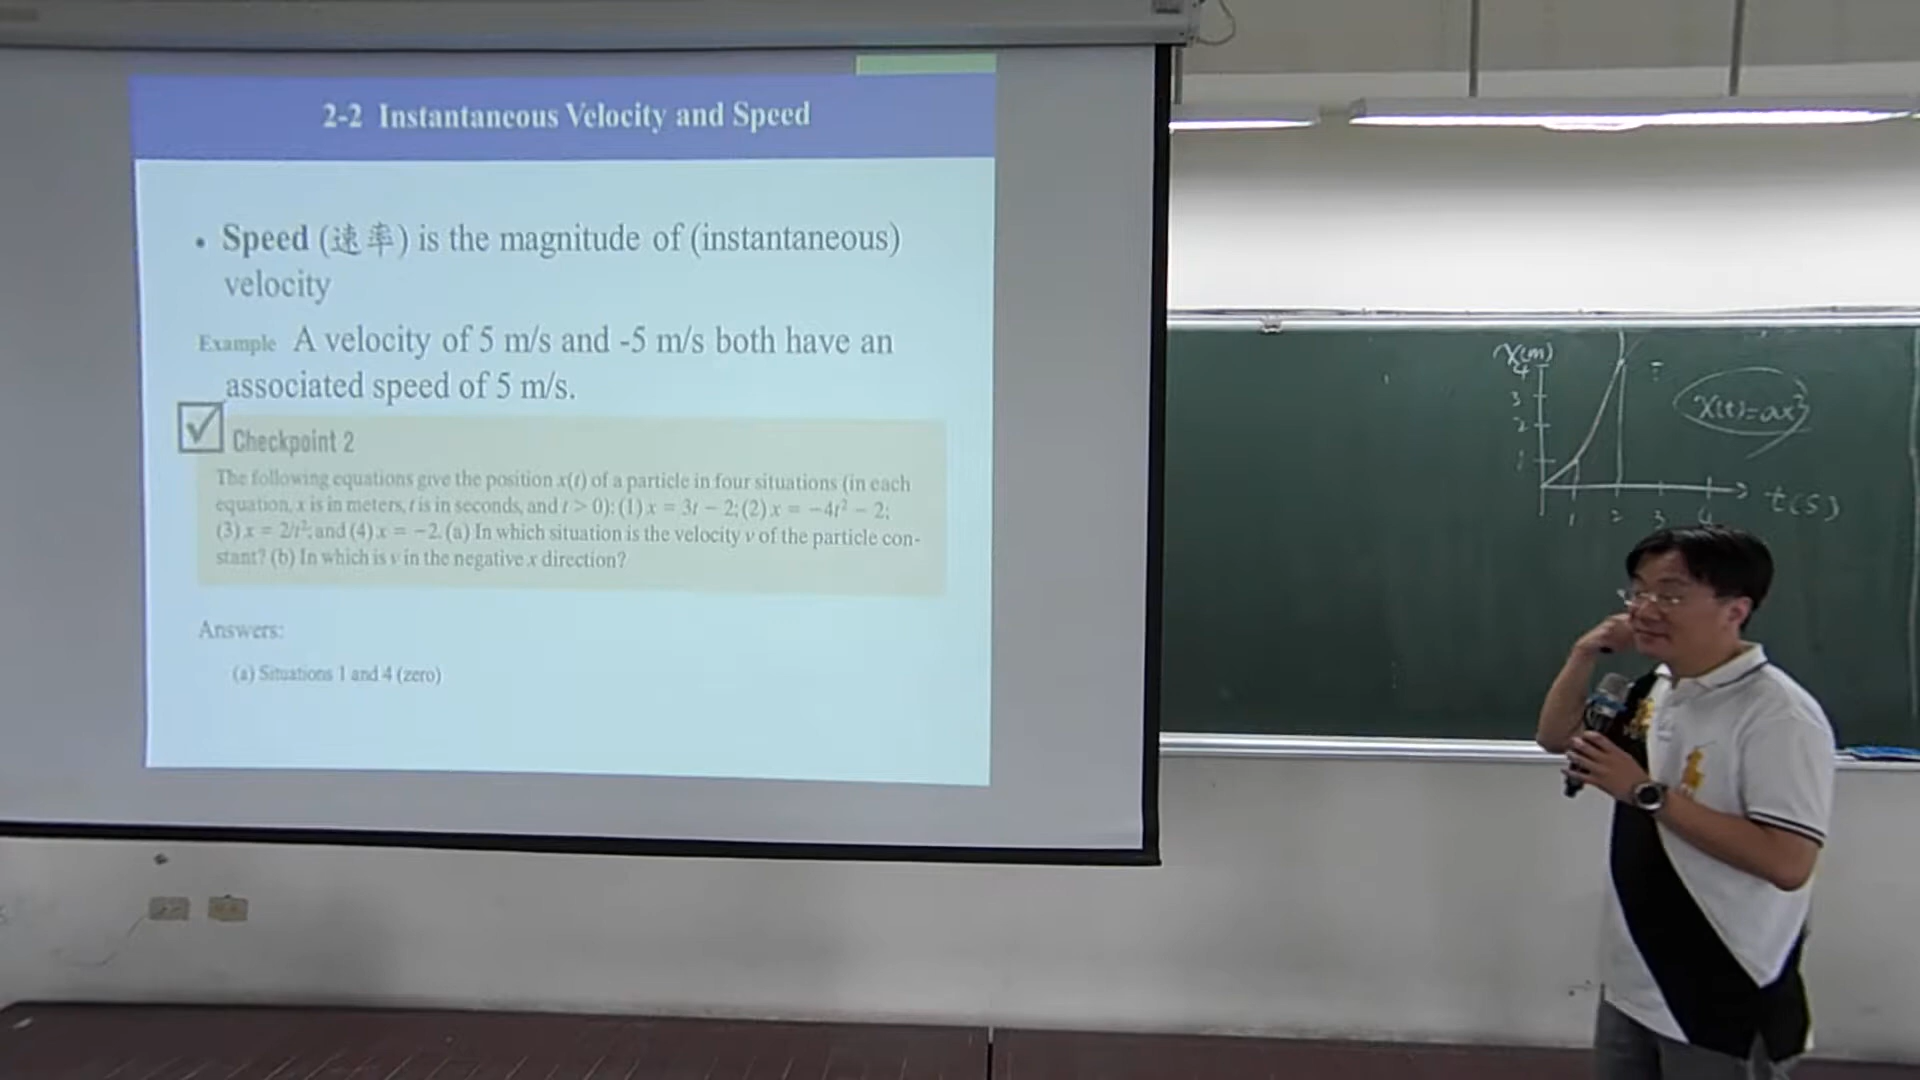 2-2 Instantaneous Velocity and Speed
• Speed (速率) is the magnitude of (instantaneous)
velocity
Example A velocity of 5 m/s and -5 m/s both have an
associated speed of 5 m/s.
Checkpoint 2
The following equations give the position x(t) of a particle in four situations (in each
equation, x is in meters, t is in seconds, and t > 0): (1) x = 3t − 2; (2) x = −4t² − 2;
(3) x = 2/t²; and (4) x = −2. (a) In which situation is the velocity v of the particle con-
stant? (b) In which is v in the negative x direction?
Answers:
(a) Situations 1 and 4 (zero)
x(m)
4
3
2
1
x(t)=ax²
t(s)
1 2 3 4